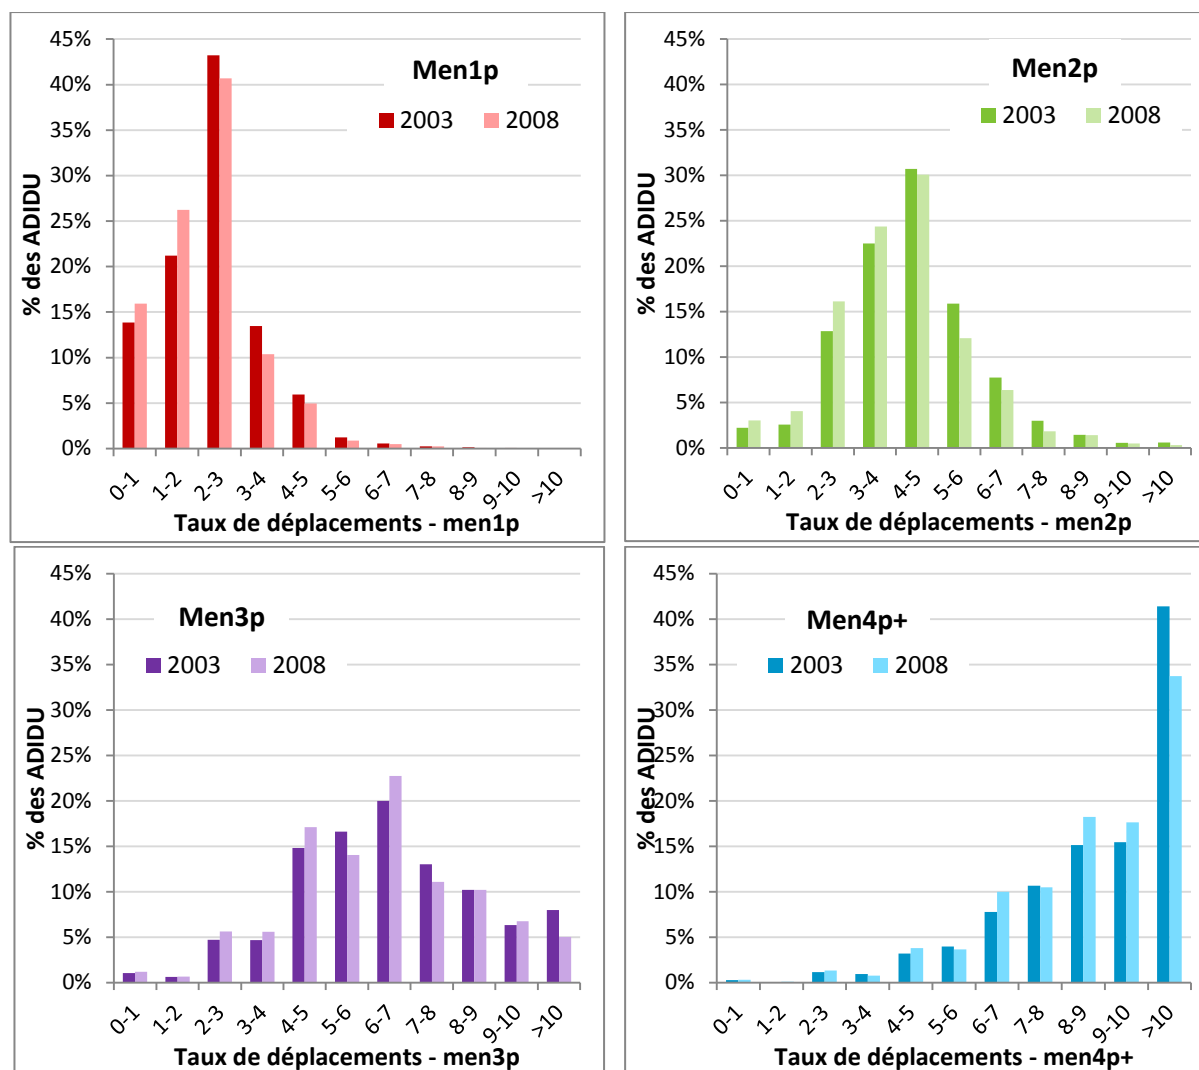 Men1p
2003 2008
% des ADIDU
45%
40%
35%
30%
25%
20%
15%
10%
5%
0%
0-1 1-2 2-3 3-4 4-5 5-6 6-7 7-8 8-9 9-10 >10
Taux de déplacements - men1p
Men2p
2003 2008
% des ADIDU
45%
40%
35%
30%
25%
20%
15%
10%
5%
0%
0-1 1-2 2-3 3-4 4-5 5-6 6-7 7-8 8-9 9-10 >10
Taux de déplacements - men2p
Men3p
2003 2008
% des ADIDU
45%
40%
35%
30%
25%
20%
15%
10%
5%
0%
0-1 1-2 2-3 3-4 4-5 5-6 6-7 7-8 8-9 9-10 >10
Taux de déplacements - men3p
Men4p+
2003 2008
% des ADIDU
45%
40%
35%
30%
25%
20%
15%
10%
5%
0%
0-1 1-2 2-3 3-4 4-5 5-6 6-7 7-8 8-9 9-10 >10
Taux de déplacements - men4p+